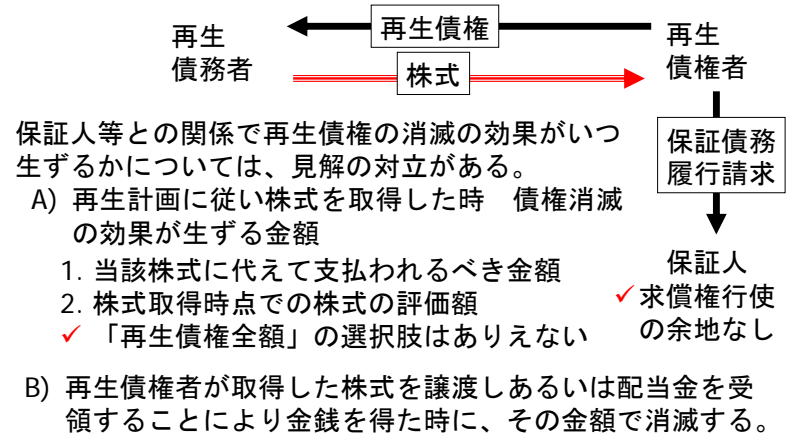 再生債権
再生
債務者
再生
債権者
株式
保証人等との関係で再生債権の消滅の効果がいつ
生ずるかについては、見解の対立がある。
A) 再生計画に従い株式を取得した時　債権消滅
の効果が生ずる金額
1. 当該株式に代えて支払われるべき金額
2. 株式取得時点での株式の評価額
✓ 「再生債権全額」の選択肢はありえない
保証債務
履行請求
保証人
✓求償権行使
の余地なし
B) 再生債権者が取得した株式を譲渡しあるいは配当金を受
領することにより金銭を得た時に、その金額で消滅する。